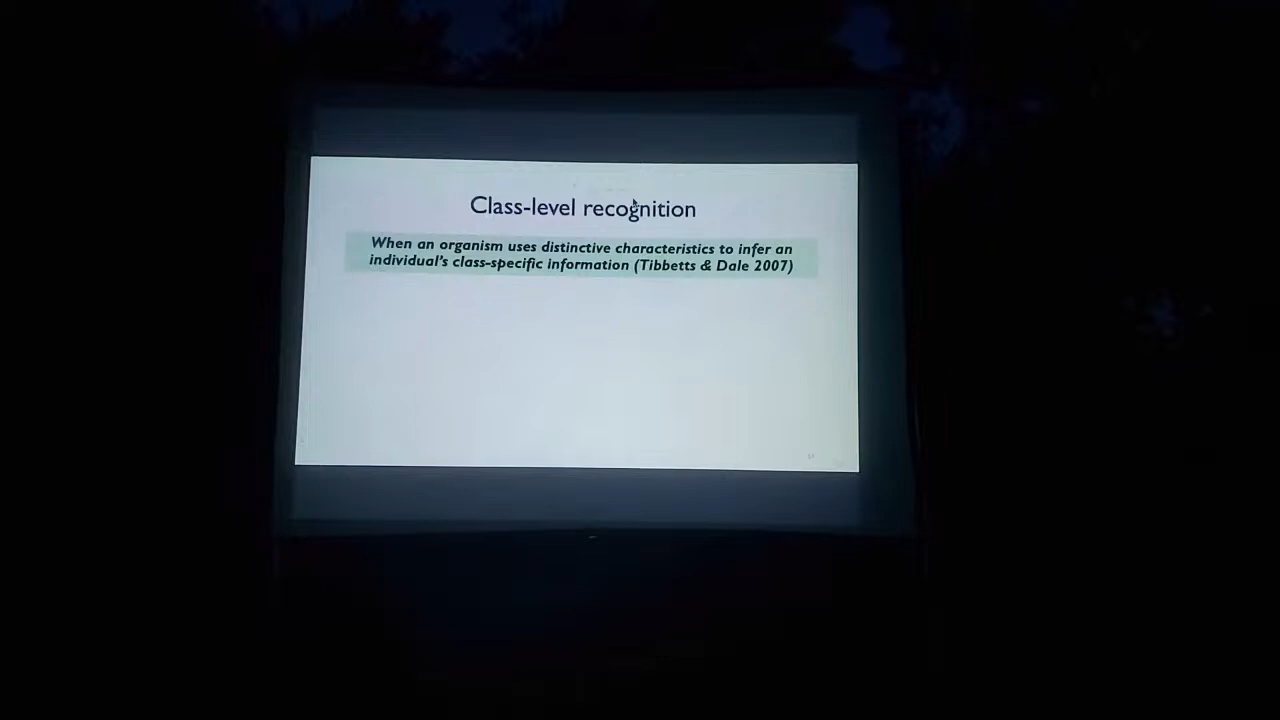 Class-level recognition
When an organism uses distinctive characteristics to infer an
individual's class-specific information (Tibbetts & Dale 2007)